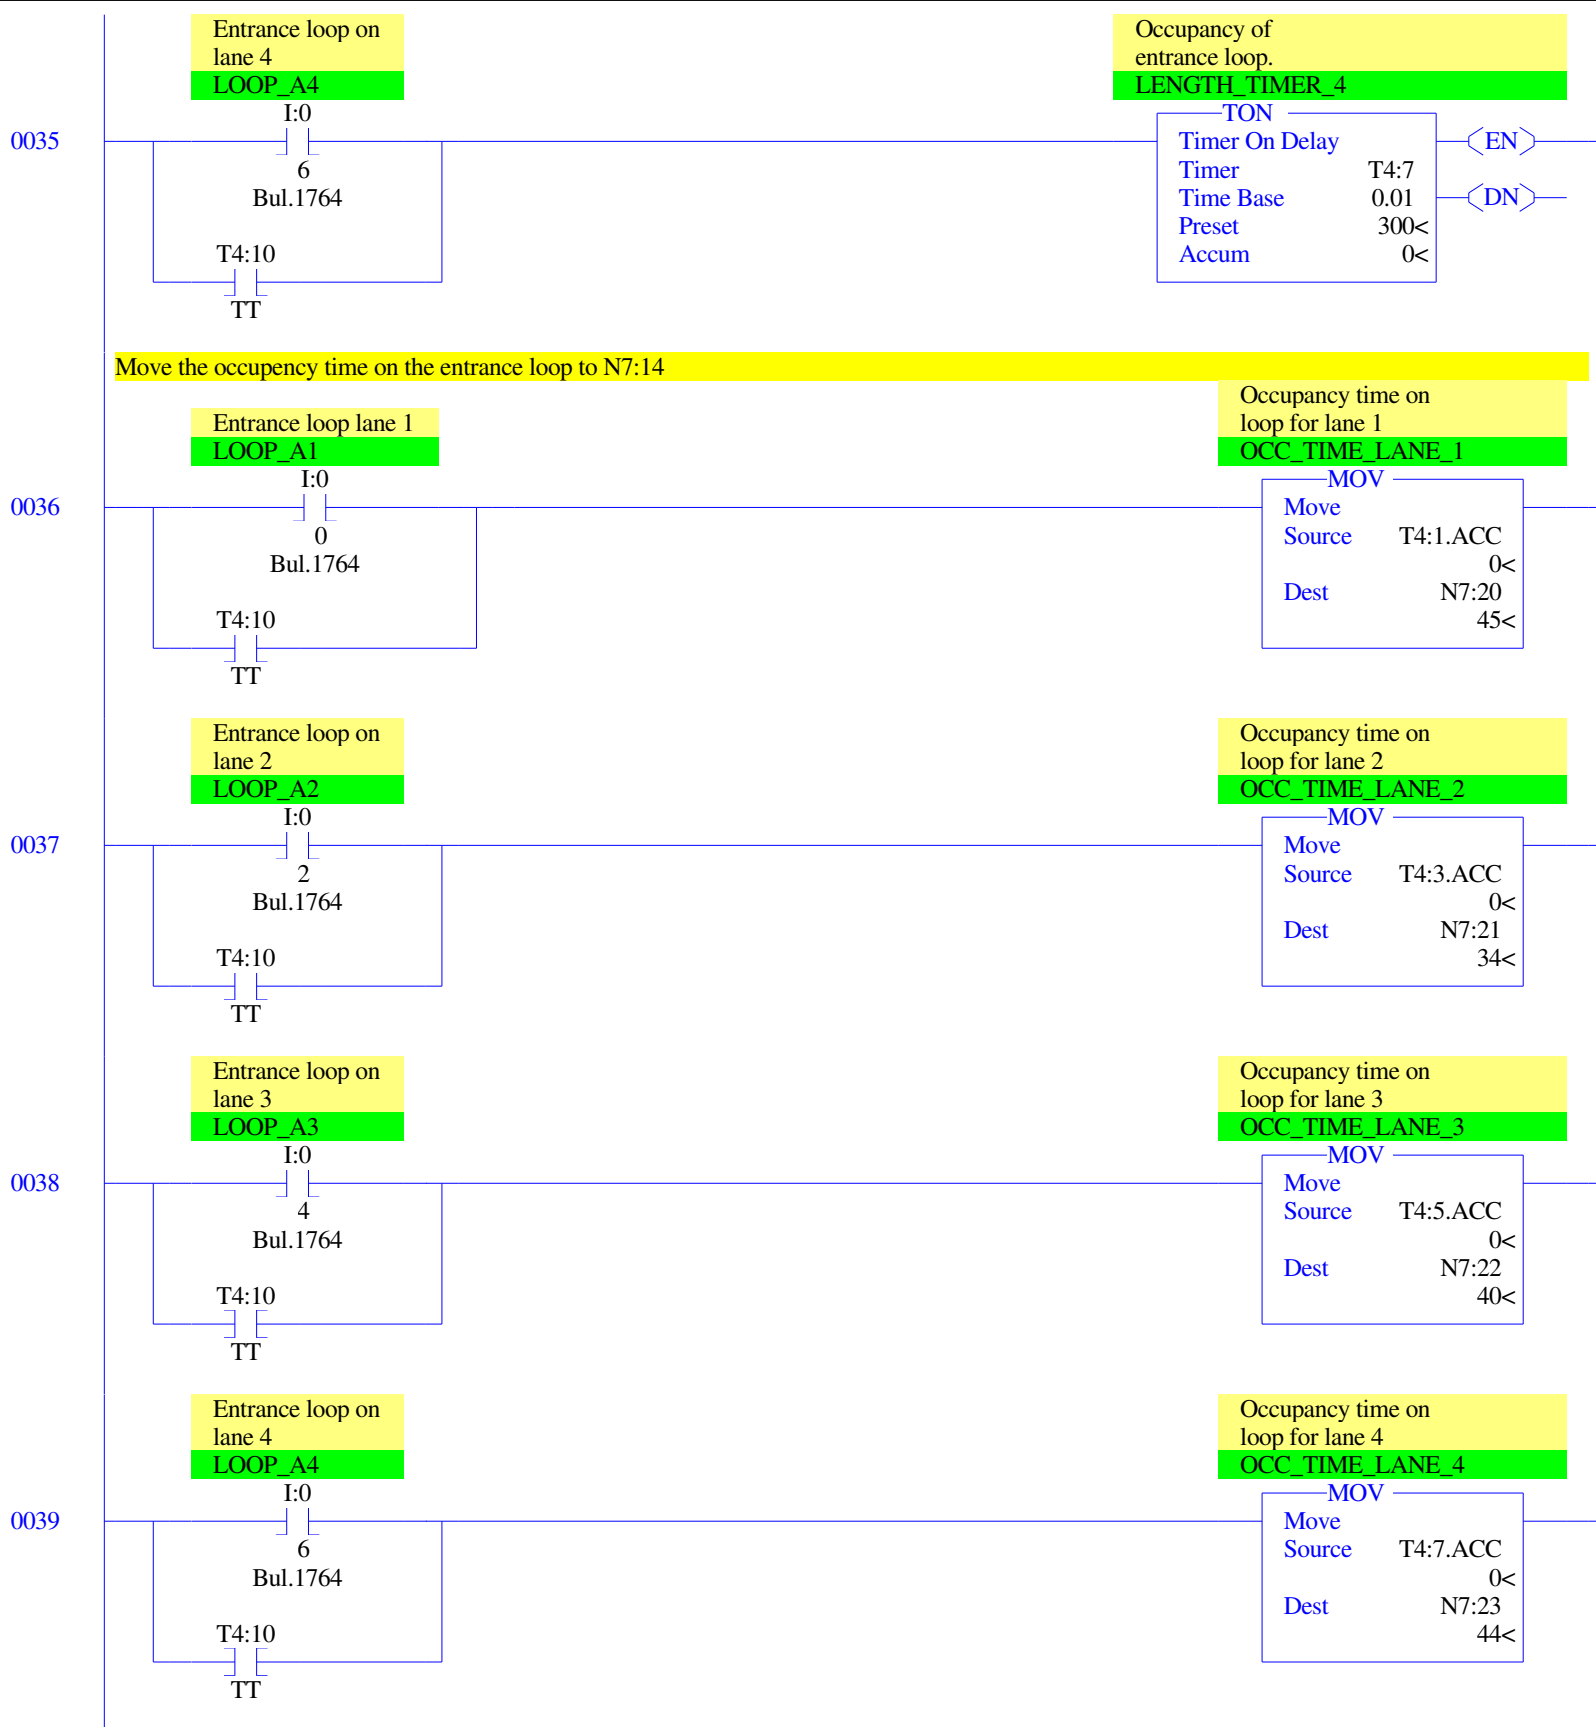 Entrance loop on
lane 4
LOOP_A4
I:0
6
Bul.1764
T4:10
TT
0035
Occupancy of
entrance loop.
LENGTH_TIMER_4
TON
Timer On Delay
Timer T4:7
Time Base 0.01
Preset 300<
Accum 0<
EN
DN
Move the occupency time on the entrance loop to N7:14
Entrance loop lane 1
LOOP_A1
I:0
0
Bul.1764
T4:10
TT
0036
Occupancy time on
loop for lane 1
OCC_TIME_LANE_1
MOV
Move
Source T4:1.ACC
0<
Dest N7:20
45<
Entrance loop on
lane 2
LOOP_A2
I:0
2
Bul.1764
T4:10
TT
0037
Occupancy time on
loop for lane 2
OCC_TIME_LANE_2
MOV
Move
Source T4:3.ACC
0<
Dest N7:21
34<
Entrance loop on
lane 3
LOOP_A3
I:0
4
Bul.1764
T4:10
TT
0038
Occupancy time on
loop for lane 3
OCC_TIME_LANE_3
MOV
Move
Source T4:5.ACC
0<
Dest N7:22
40<
Entrance loop on
lane 4
LOOP_A4
I:0
6
Bul.1764
T4:10
TT
0039
Occupancy time on
loop for lane 4
OCC_TIME_LANE_4
MOV
Move
Source T4:7.ACC
0<
Dest N7:23
44<